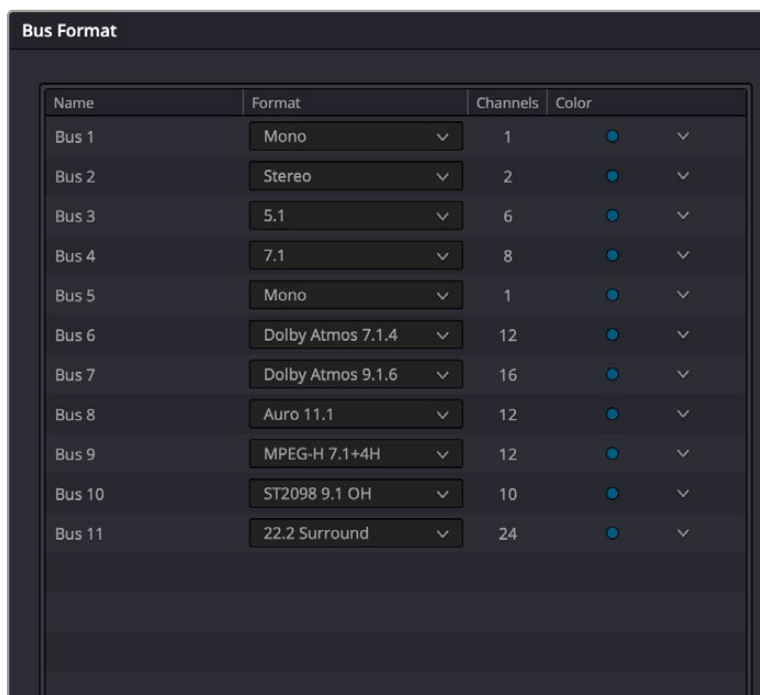 Bus Format
Name Format Channels Color
Bus 1 Mono 1
Bus 2 Stereo 2
Bus 3 5.1 6
Bus 4 7.1 8
Bus 5 Mono 1
Bus 6 Dolby Atmos 7.1.4 12
Bus 7 Dolby Atmos 9.1.6 16
Bus 8 Auro 11.1 12
Bus 9 MPEG-H 7.1+4H 12
Bus 10 ST2098 9.1 OH 10
Bus 11 22.2 Surround 24